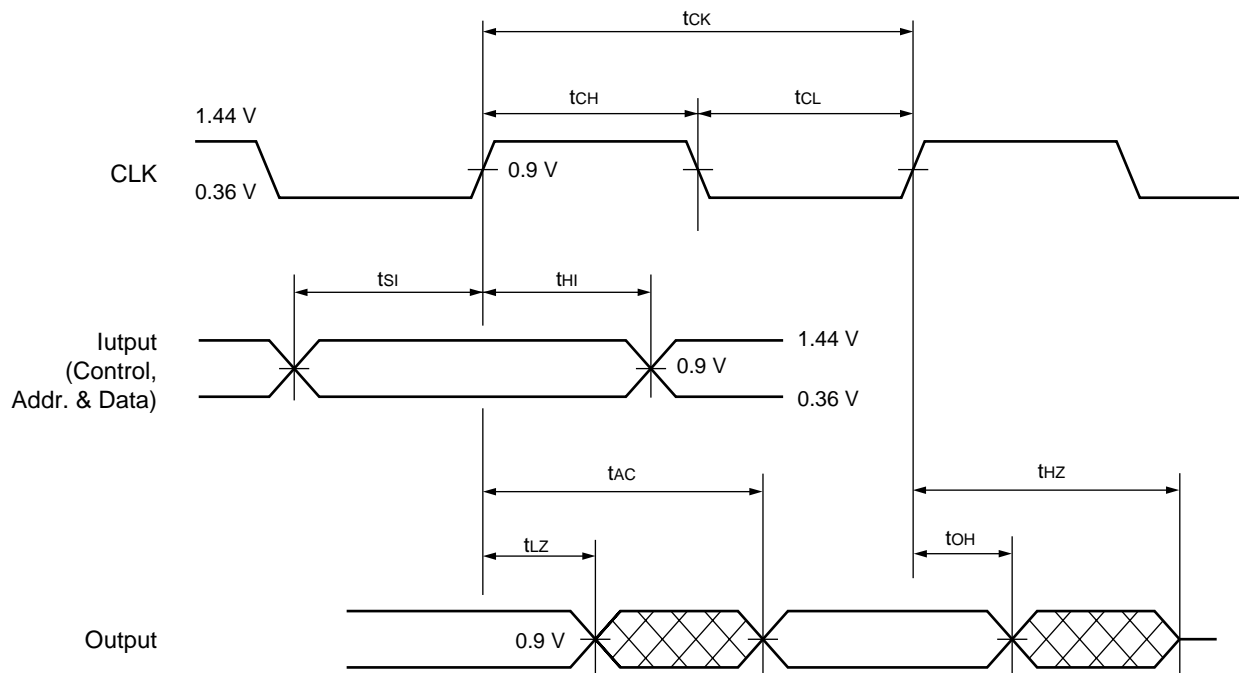 tCK
tCH
tCL
1.44 V
CLK
0.9 V
0.36 V
tSI
tHI
Iutput
(Control,
Addr. & Data)
1.44 V
0.9 V
0.36 V
tAC
tHZ
tLZ
tOH
Output
0.9 V